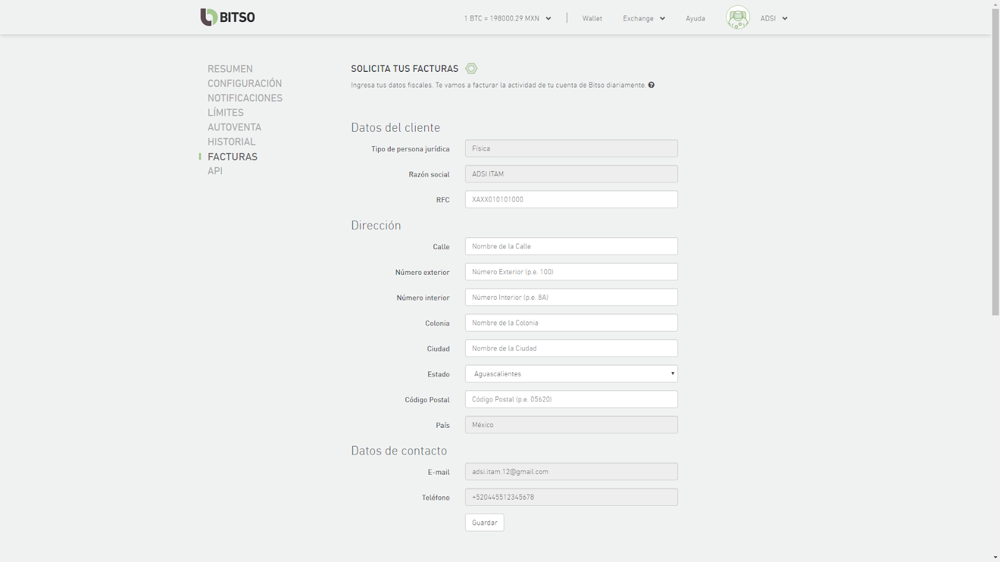 BITSO
1 BTC = 198000.29 MXN
Wallet
Exchange
Ayuda
ADSI
RESUMEN
CONFIGURACIÓN
NOTIFICACIONES
LÍMITES
AUTOVENTA
HISTORIAL
FACTURAS
API
SOLICITA TUS FACTURAS
Ingresa tus datos fiscales. Te vamos a facturar la actividad de tu cuenta de Bitso diariamente. ?
Datos del cliente
Tipo de persona jurídica
Física
Razón social
ADSI ITAM
RFC
XAXX010101000
Dirección
Calle
Nombre de la Calle
Número exterior
Número Exterior (p.e. 100)
Número interior
Número Interior (p.e. 8A)
Colonia
Nombre de la Colonia
Ciudad
Nombre de la Ciudad
Estado
Aguascalientes
Código Postal
Código Postal (p.e. 05620)
País
México
Datos de contacto
E-mail
adsi.itam.12@gmail.com
Teléfono
+520445512345678
Guardar